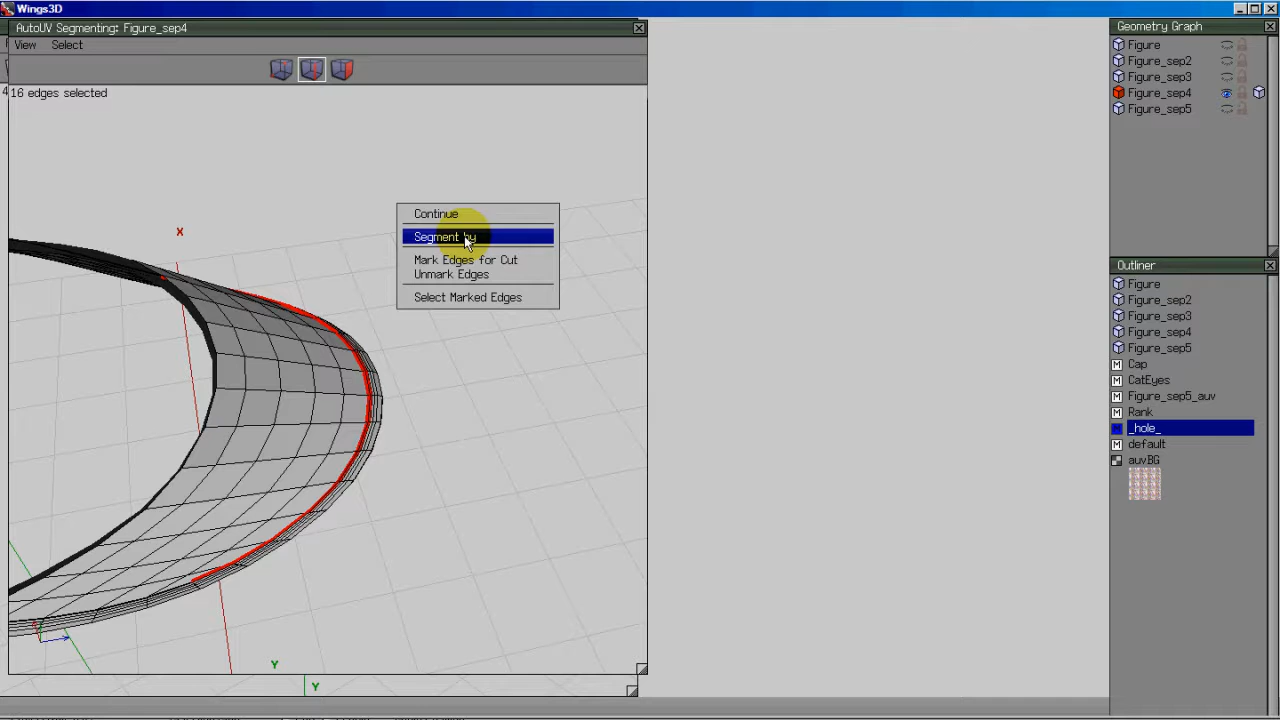 Wings3D
AutoUV Segmenting: Figure_sep4
View Select
16 edges selected
X
Continue
Segment by
Mark Edges for Cut
Unmark Edges
Select Marked Edges
Y
Y
Geometry Graph
Figure
Figure_sep2
Figure_sep3
Figure_sep4
Figure_sep5
Outliner
Figure
Figure_sep2
Figure_sep3
Figure_sep4
Figure_sep5
M Cap
M CatEyes
M Figure_sep5_auv
M Rank
M _hole_
M default
auvBG